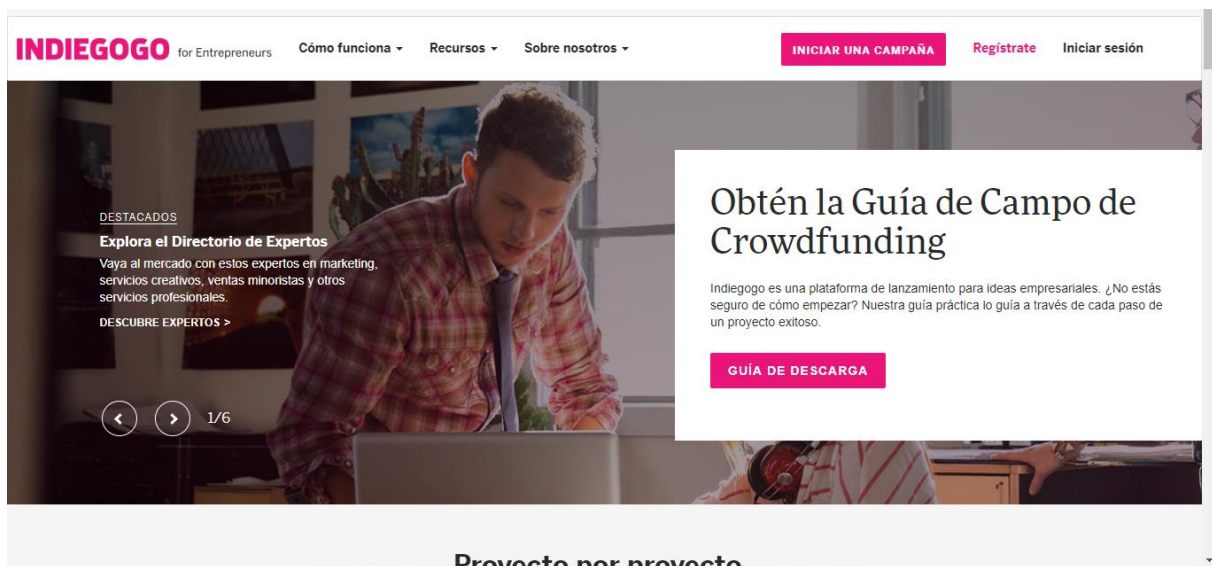 INDIEGOGO for Entrepreneurs Cómo funciona Recursos Sobre nosotros INICIAR UNA CAMPAÑA Regístrate Iniciar sesión
DESTACADOS
Explora el Directorio de Expertos
Vaya al mercado con estos expertos en marketing,
servicios creativos, ventas minoristas y otros
servicios profesionales.
DESCUBRE EXPERTOS >
1/6
Obtén la Guía de Campo de
Crowdfunding
Indiegogo es una plataforma de lanzamiento para ideas empresariales. ¿No estás
seguro de cómo empezar? Nuestra guía práctica lo guía a través de cada paso de
un proyecto exitoso.
GUÍA DE DESCARGA
Proyecto por proyecto